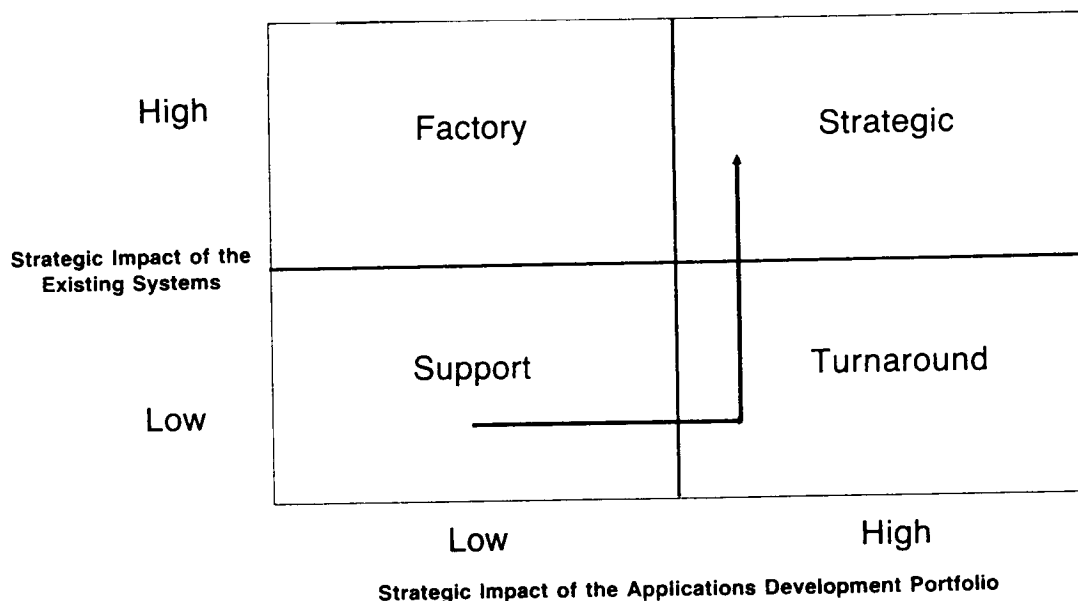 High
Factory
Strategic
Strategic Impact of the
Existing Systems
Support
Turnaround
Low
Low
High
Strategic Impact of the Applications Development Portfolio